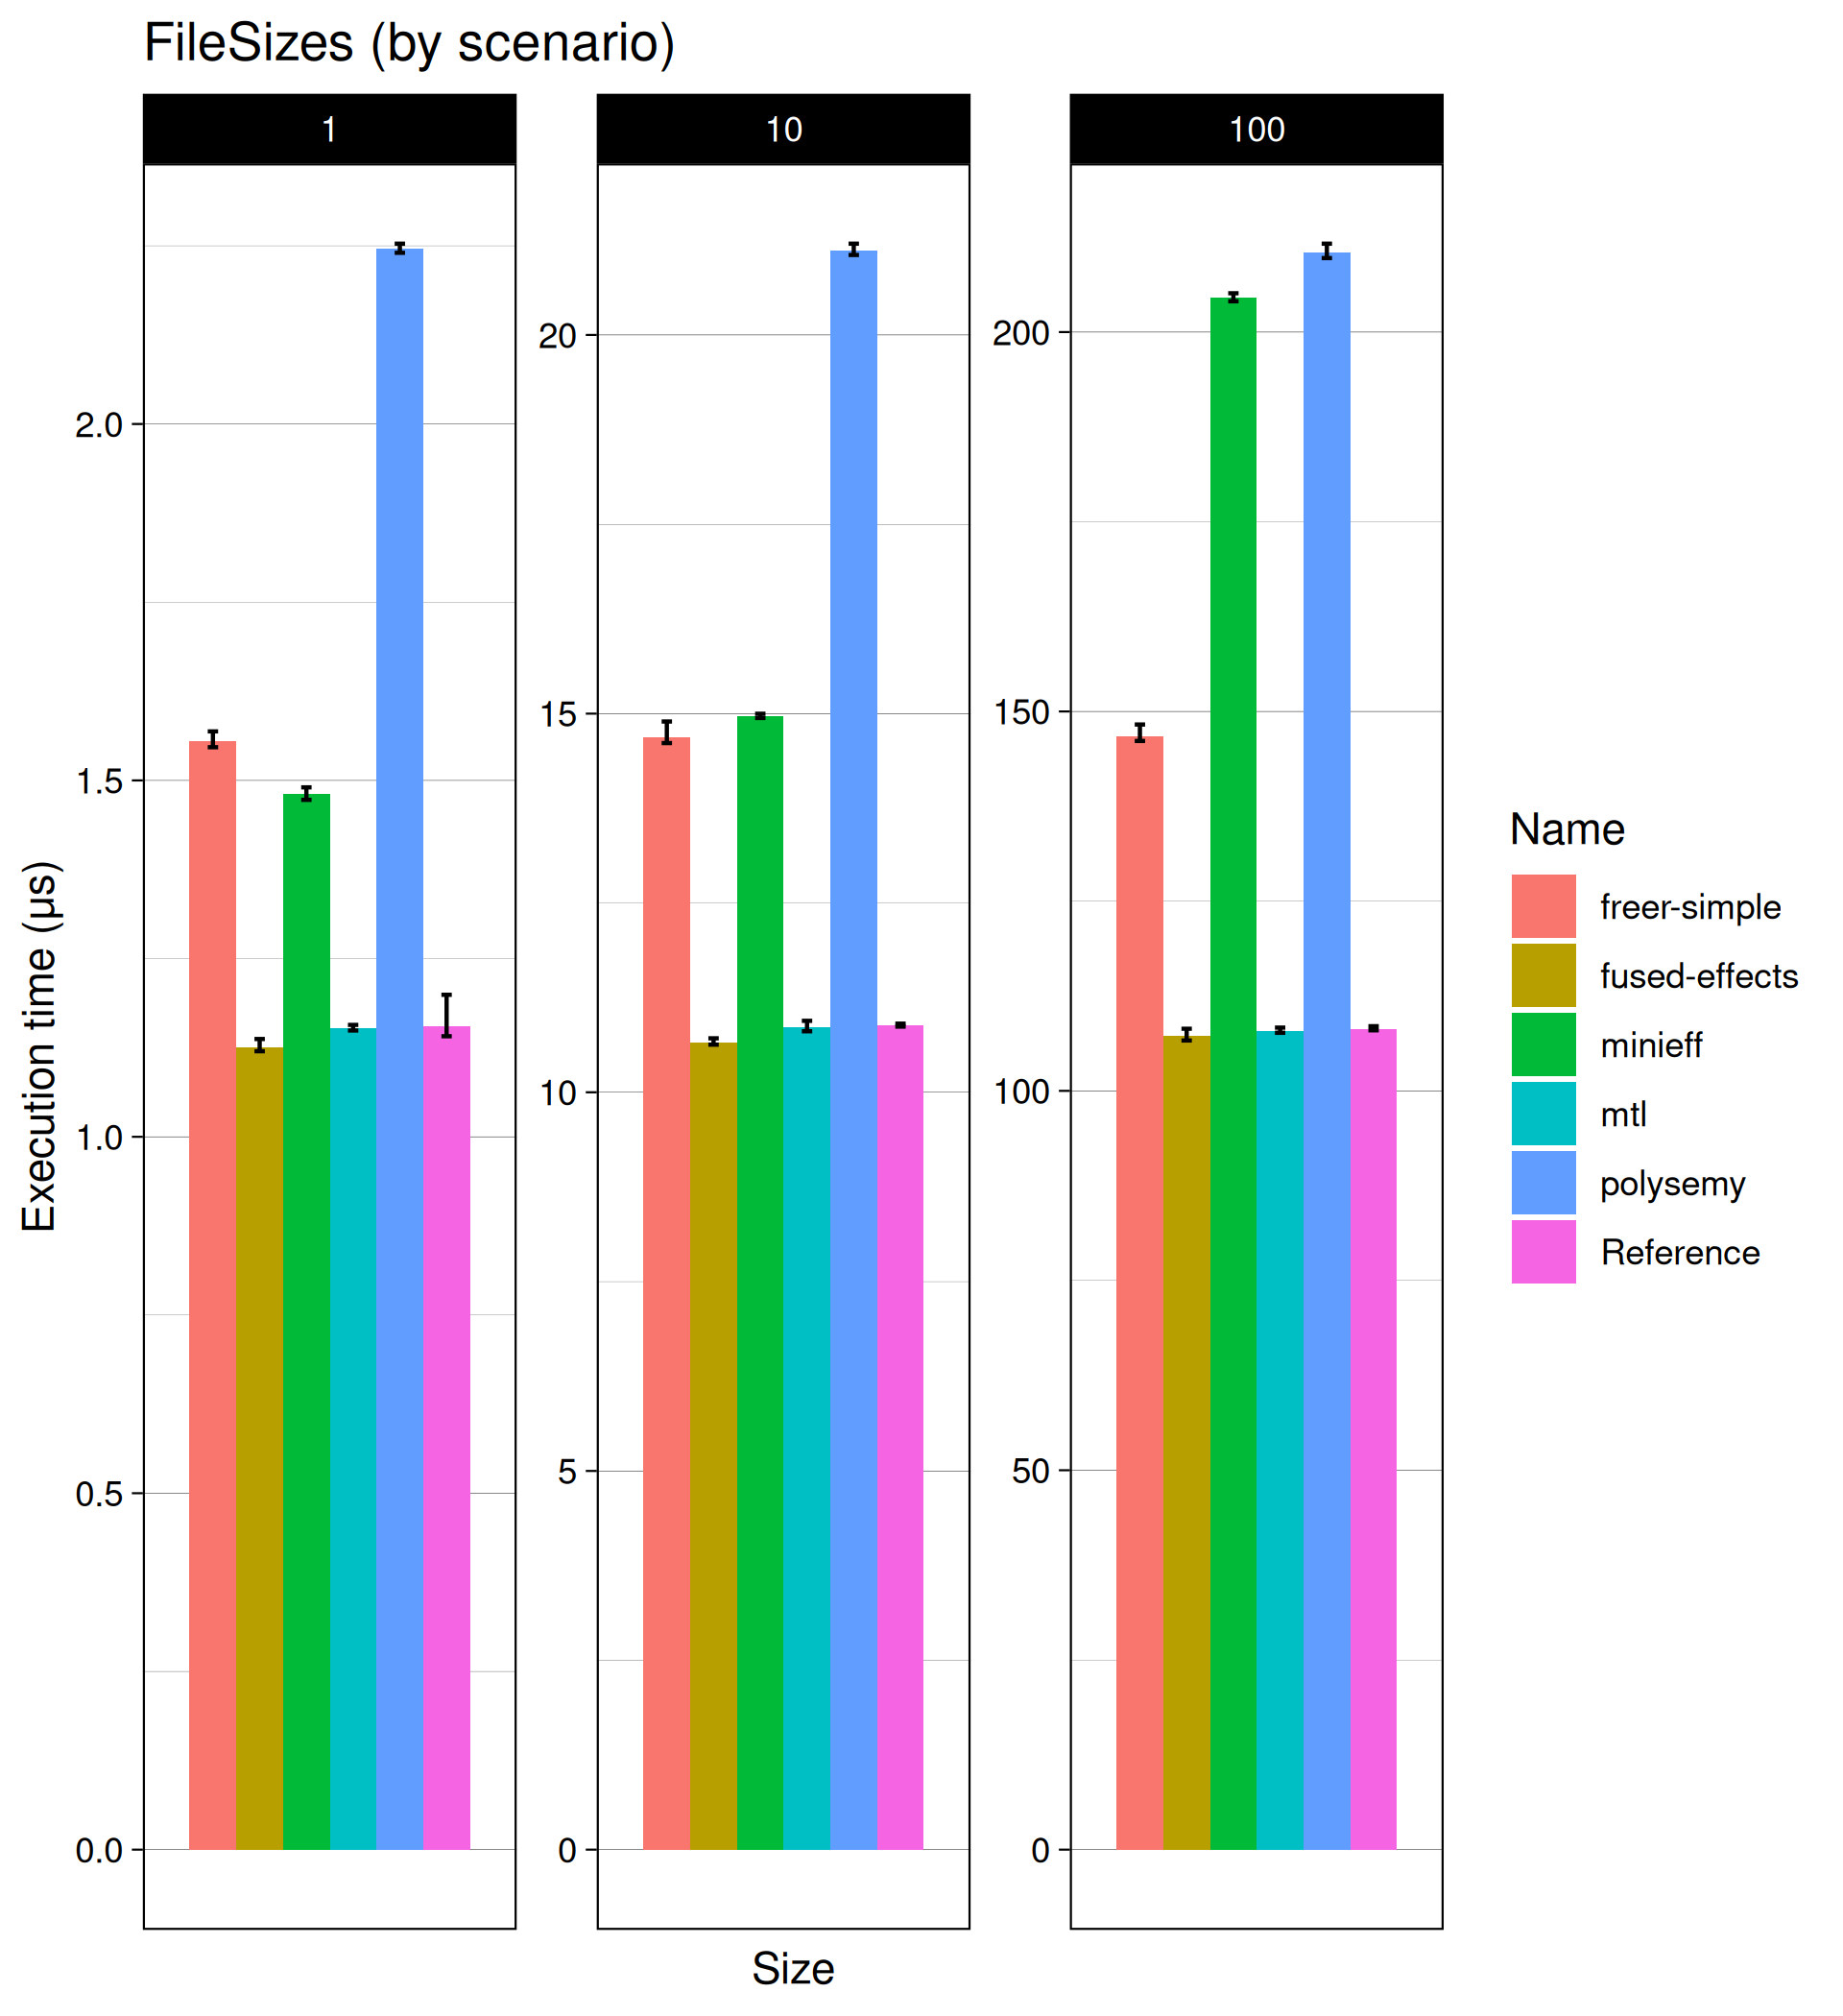 FileSizes (by scenario)
1
10
100
Execution time (µs)
2.0
1.5
1.0
0.5
0.0
20
15
10
5
0
200
150
100
50
0
Size
Name
freer-simple
fused-effects
minieff
mtl
polysemy
Reference